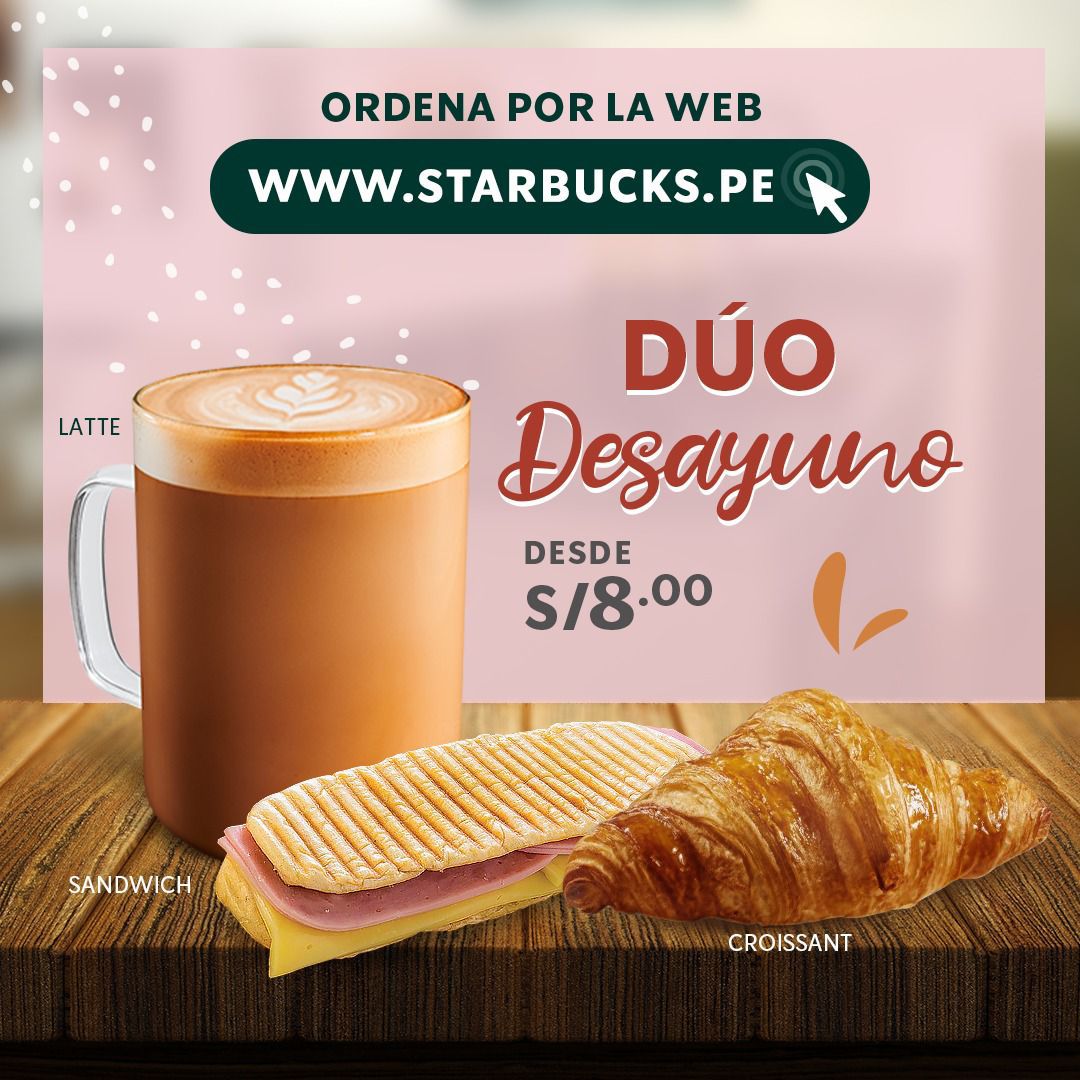 ORDENA POR LA WEB
WWW.STARBUCKS.PE
DÚO
Desayuno
LATTE
DESDE
S/8.00
SANDWICH
CROISSANT